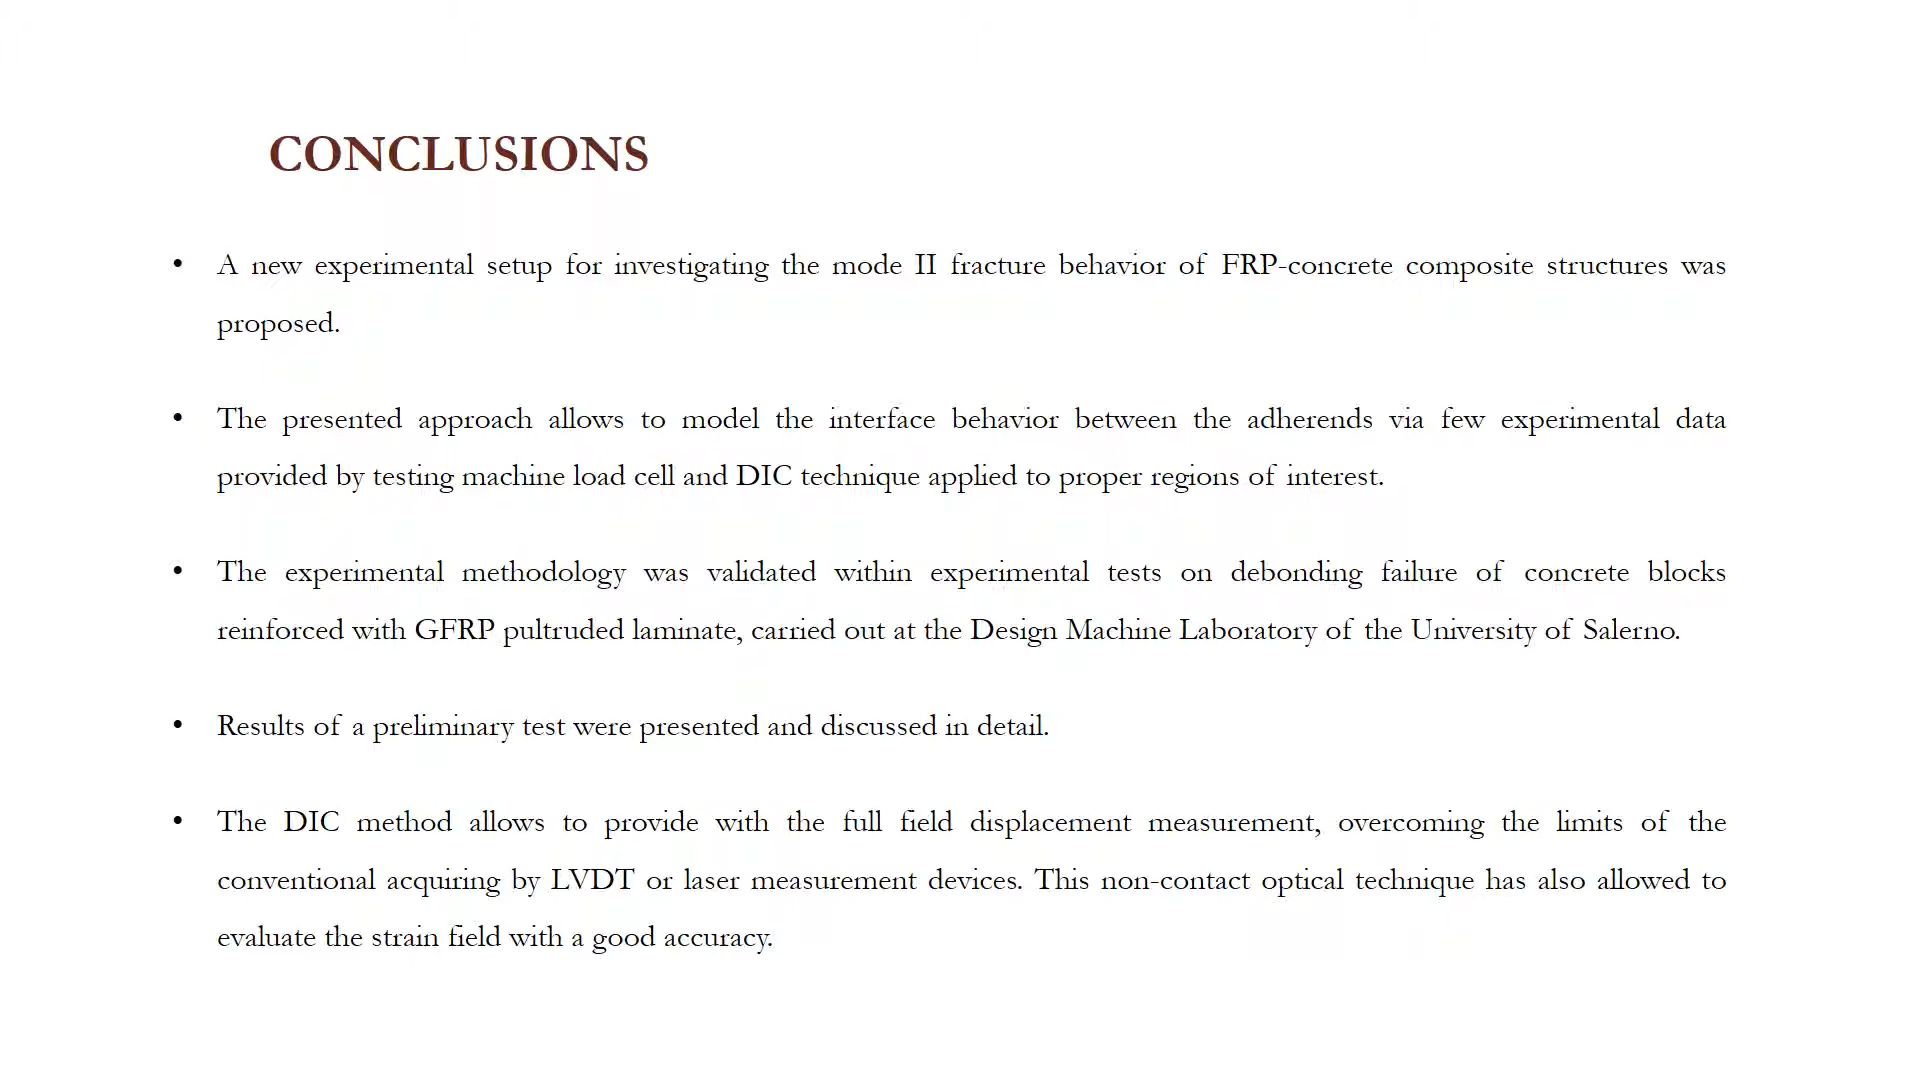 CONCLUSIONS
• A new experimental setup for investigating the mode II fracture behavior of FRP-concrete composite structures was
proposed.
• The presented approach allows to model the interface behavior between the adherends via few experimental data
provided by testing machine load cell and DIC technique applied to proper regions of interest.
• The experimental methodology was validated within experimental tests on debonding failure of concrete blocks
reinforced with GFRP pultruded laminate, carried out at the Design Machine Laboratory of the University of Salerno.
• Results of a preliminary test were presented and discussed in detail.
• The DIC method allows to provide with the full field displacement measurement, overcoming the limits of the
conventional acquiring by LVDT or laser measurement devices. This non-contact optical technique has also allowed to
evaluate the strain field with a good accuracy.